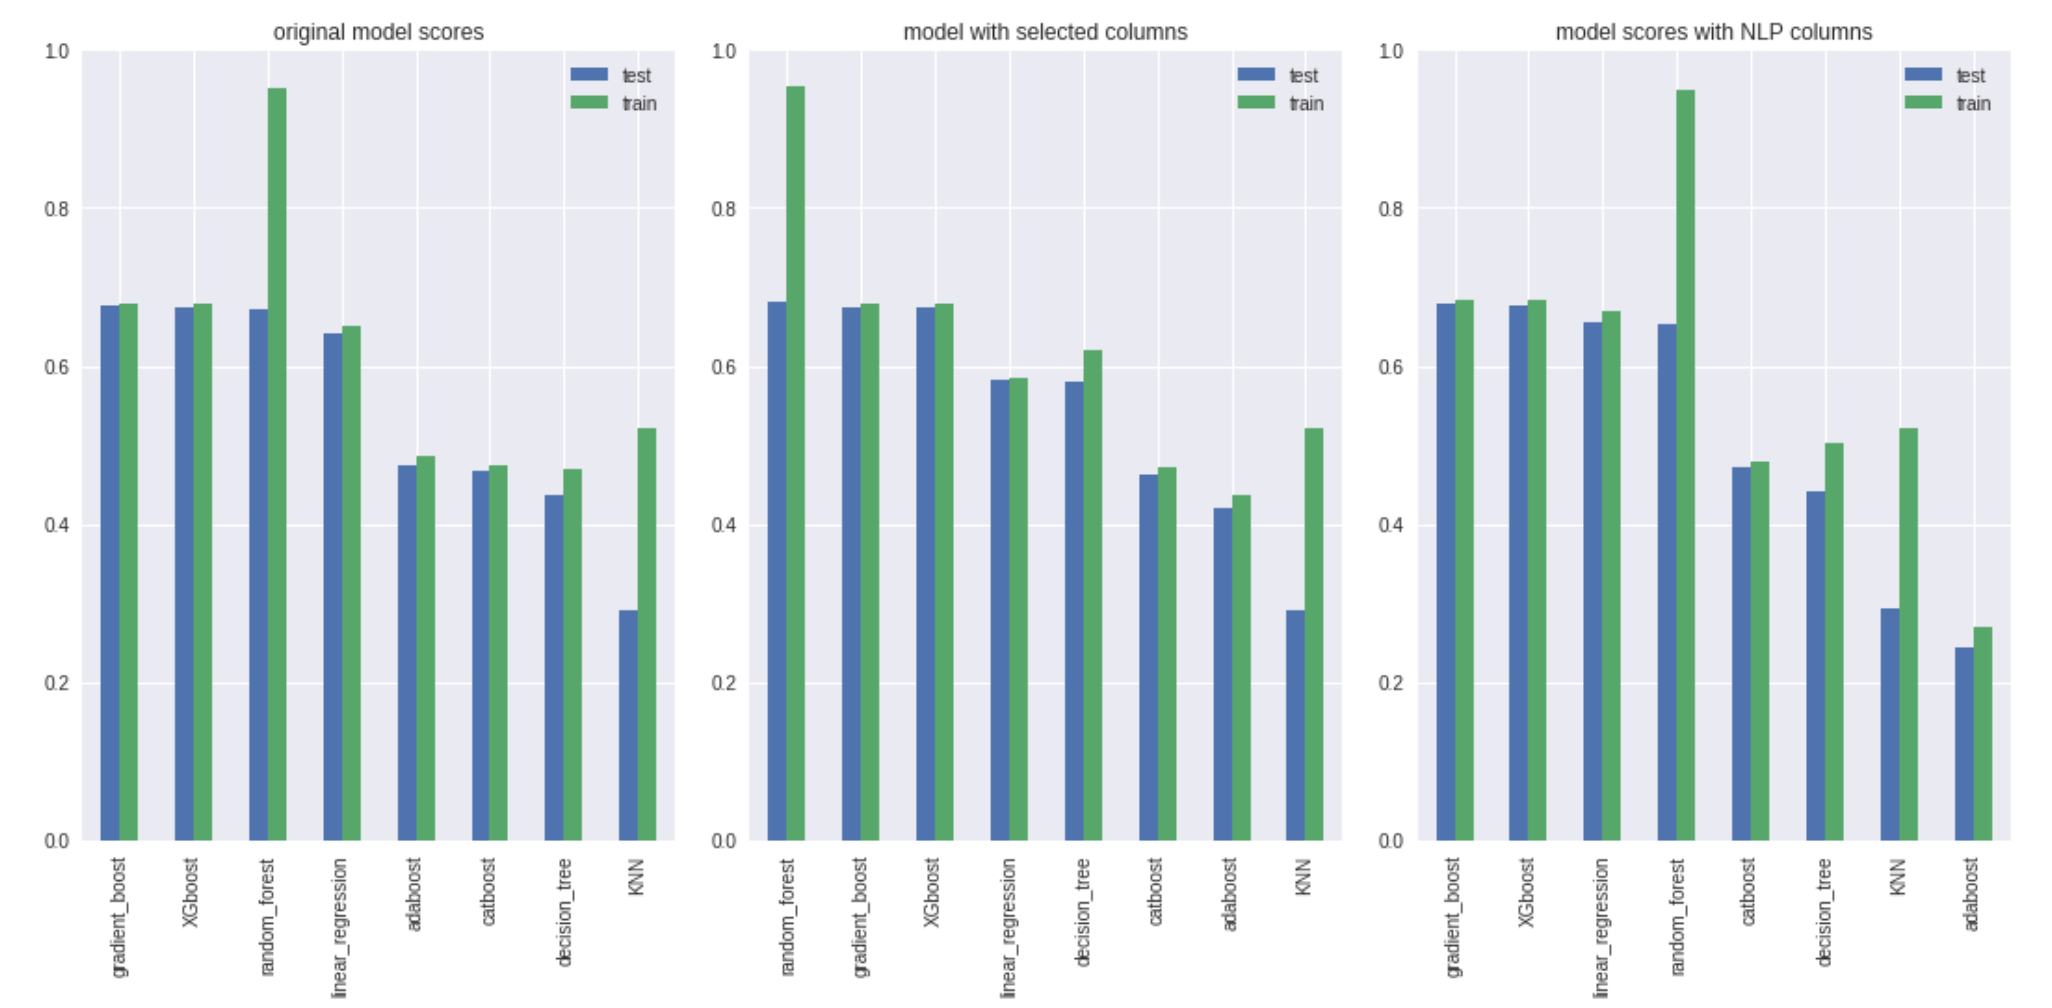 original model scores
test
train
1.0
0.8
0.6
0.4
0.2
0.0
gradient_boost
XGboost
random_forest
linear_regression
adaboost
catboost
decision_tree
KNN
model with selected columns
test
train
1.0
0.8
0.6
0.4
0.2
0.0
random_forest
gradient_boost
XGboost
linear_regression
decision_tree
catboost
adaboost
KNN
model scores with NLP columns
test
train
1.0
0.8
0.6
0.4
0.2
0.0
gradient_boost
XGboost
linear_regression
random_forest
catboost
decision_tree
KNN
adaboost